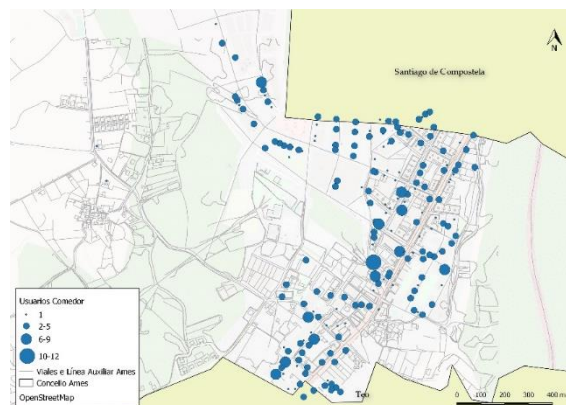 N
Santiago de Compostela
Usuarios Comedor
1
2-5
6-9
10-12
Viales e Línea Auxiliar Ames
Concello Ames
OpenStreetMap
Teo
0 100 200 300 400 m